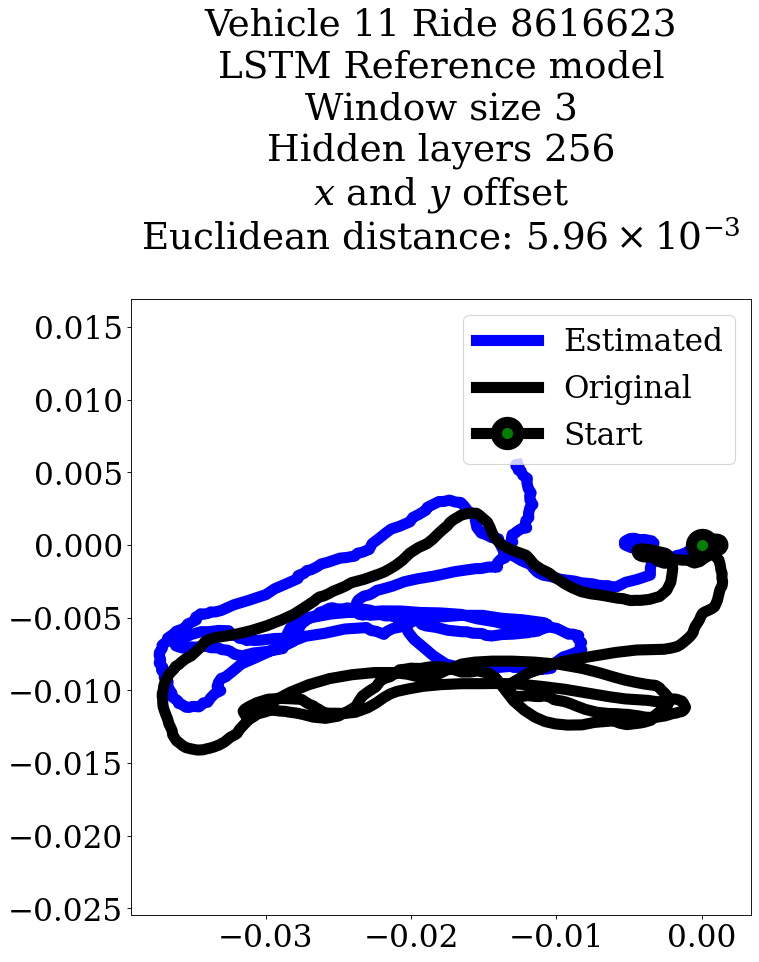 Vehicle 11 Ride 8616623
LSTM Reference model
Window size 3
Hidden layers 256
x and y offset
Euclidean distance: 5.96 × 10⁻³
Estimated
Original
Start
0.015
0.010
0.005
0.000
−0.005
−0.010
−0.015
−0.020
−0.025
−0.03 −0.02 −0.01 0.00